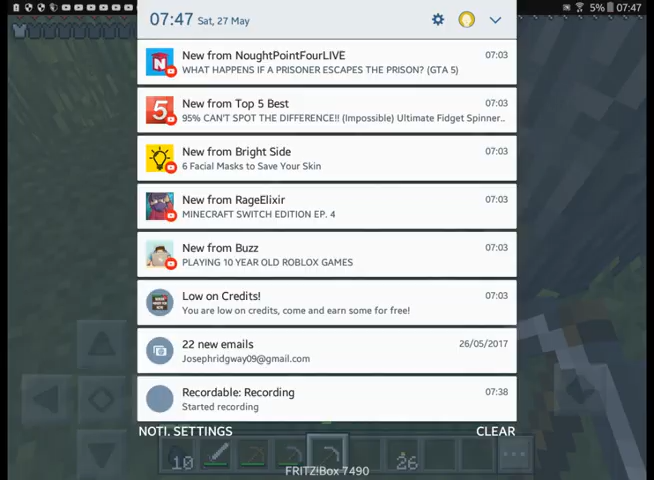 5% 07:47
07:47 Sat, 27 May
New from NoughtPointFourLIVE 07:03
WHAT HAPPENS IF A PRISONER ESCAPES THE PRISON? (GTA 5)
5
New from Top 5 Best 07:03
95% CAN'T SPOT THE DIFFERENCE!! (Impossible) Ultimate Fidget Spinner..
New from Bright Side 07:03
6 Facial Masks to Save Your Skin
New from RageElixir 07:03
MINECRAFT SWITCH EDITION EP. 4
New from Buzz 07:03
PLAYING 10 YEAR OLD ROBLOX GAMES
Low on Credits! 07:03
You are low on credits, come and earn some for free!
22 new emails 26/05/2017
Josephridgway09@gmail.com
Recordable: Recording 07:38
Started recording
NOTI. SETTINGS CLEAR
10 26
FRITZ!Box 7490